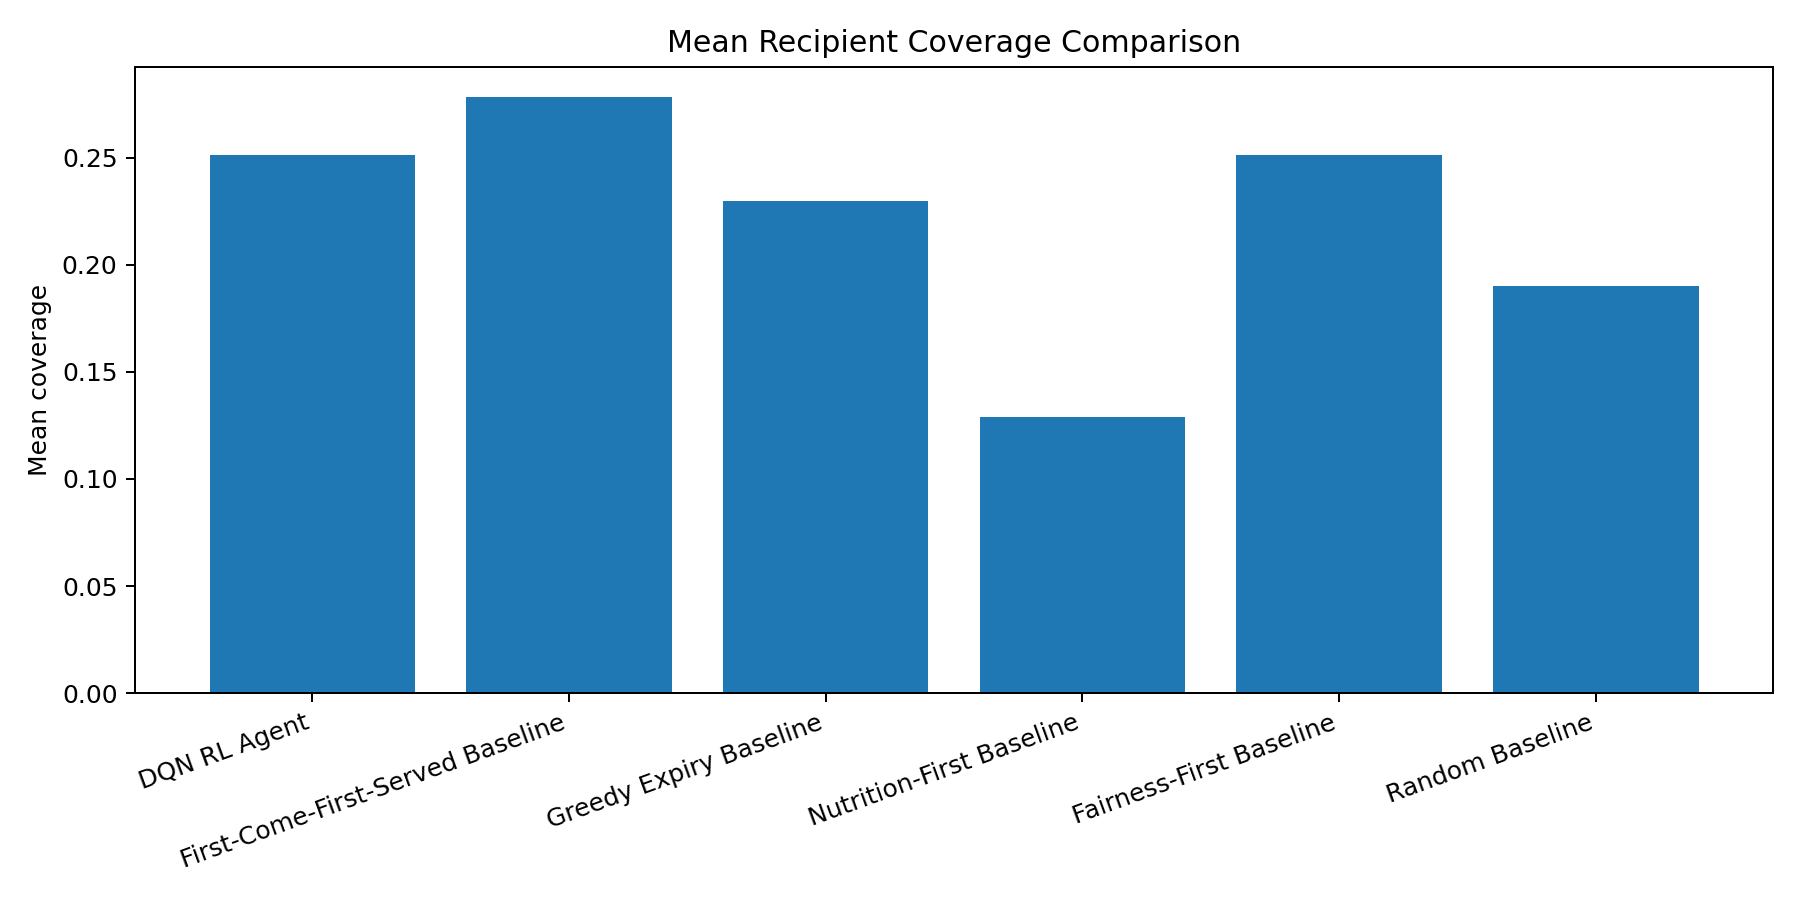 Mean Recipient Coverage Comparison
Mean coverage
0.25
0.20
0.15
0.10
0.05
0.00
DQN RL Agent
First-Come-First-Served Baseline
Greedy Expiry Baseline
Nutrition-First Baseline
Fairness-First Baseline
Random Baseline